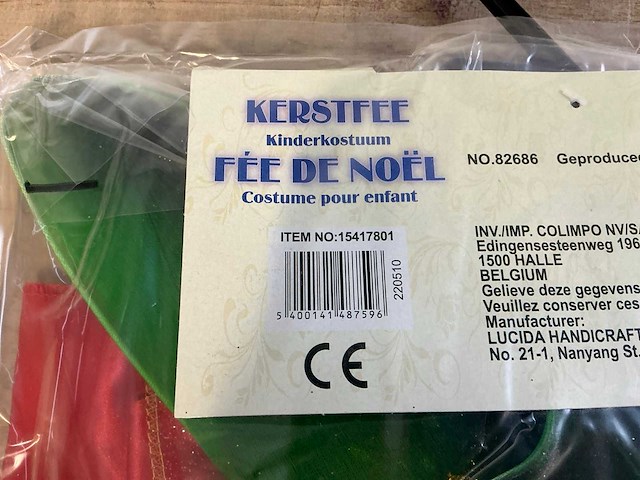 KERSTFEE
Kinderkostuum
FÉE DE NOËL
Costume pour enfant
NO.82686 Geproducee
ITEM NO:15417801
5 400141 487596
220510
CE
INV./IMP. COLIMPO NV/S
Edingensesteenweg 196
1500 HALLE
BELGIUM
Gelieve deze gegevens
Veuillez conserver ces
Manufacturer:
LUCIDA HANDICRAFT
No. 21-1, Nanyang St.